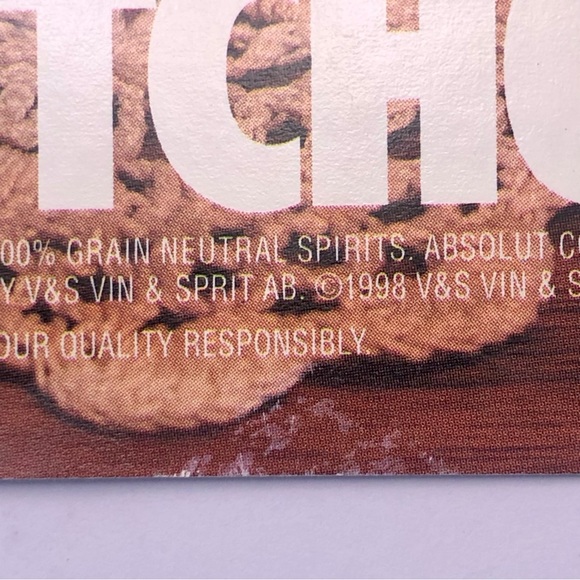 TCH
00% GRAIN NEUTRAL SPIRITS. ABSOLUT C
Y V&S VIN & SPRIT AB. ©1998 V&S VIN & S
OUR QUALITY RESPONSIBLY.